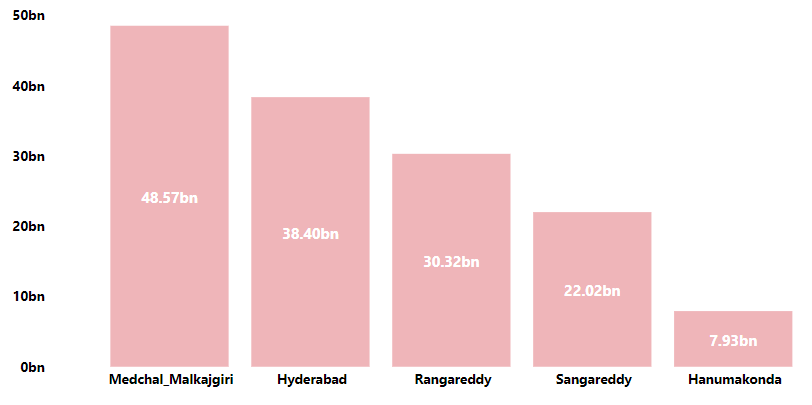 50bn
40bn
30bn
20bn
10bn
0bn
48.57bn
38.40bn
30.32bn
22.02bn
7.93bn
Medchal_Malkajgiri
Hyderabad
Rangareddy
Sangareddy
Hanumakonda